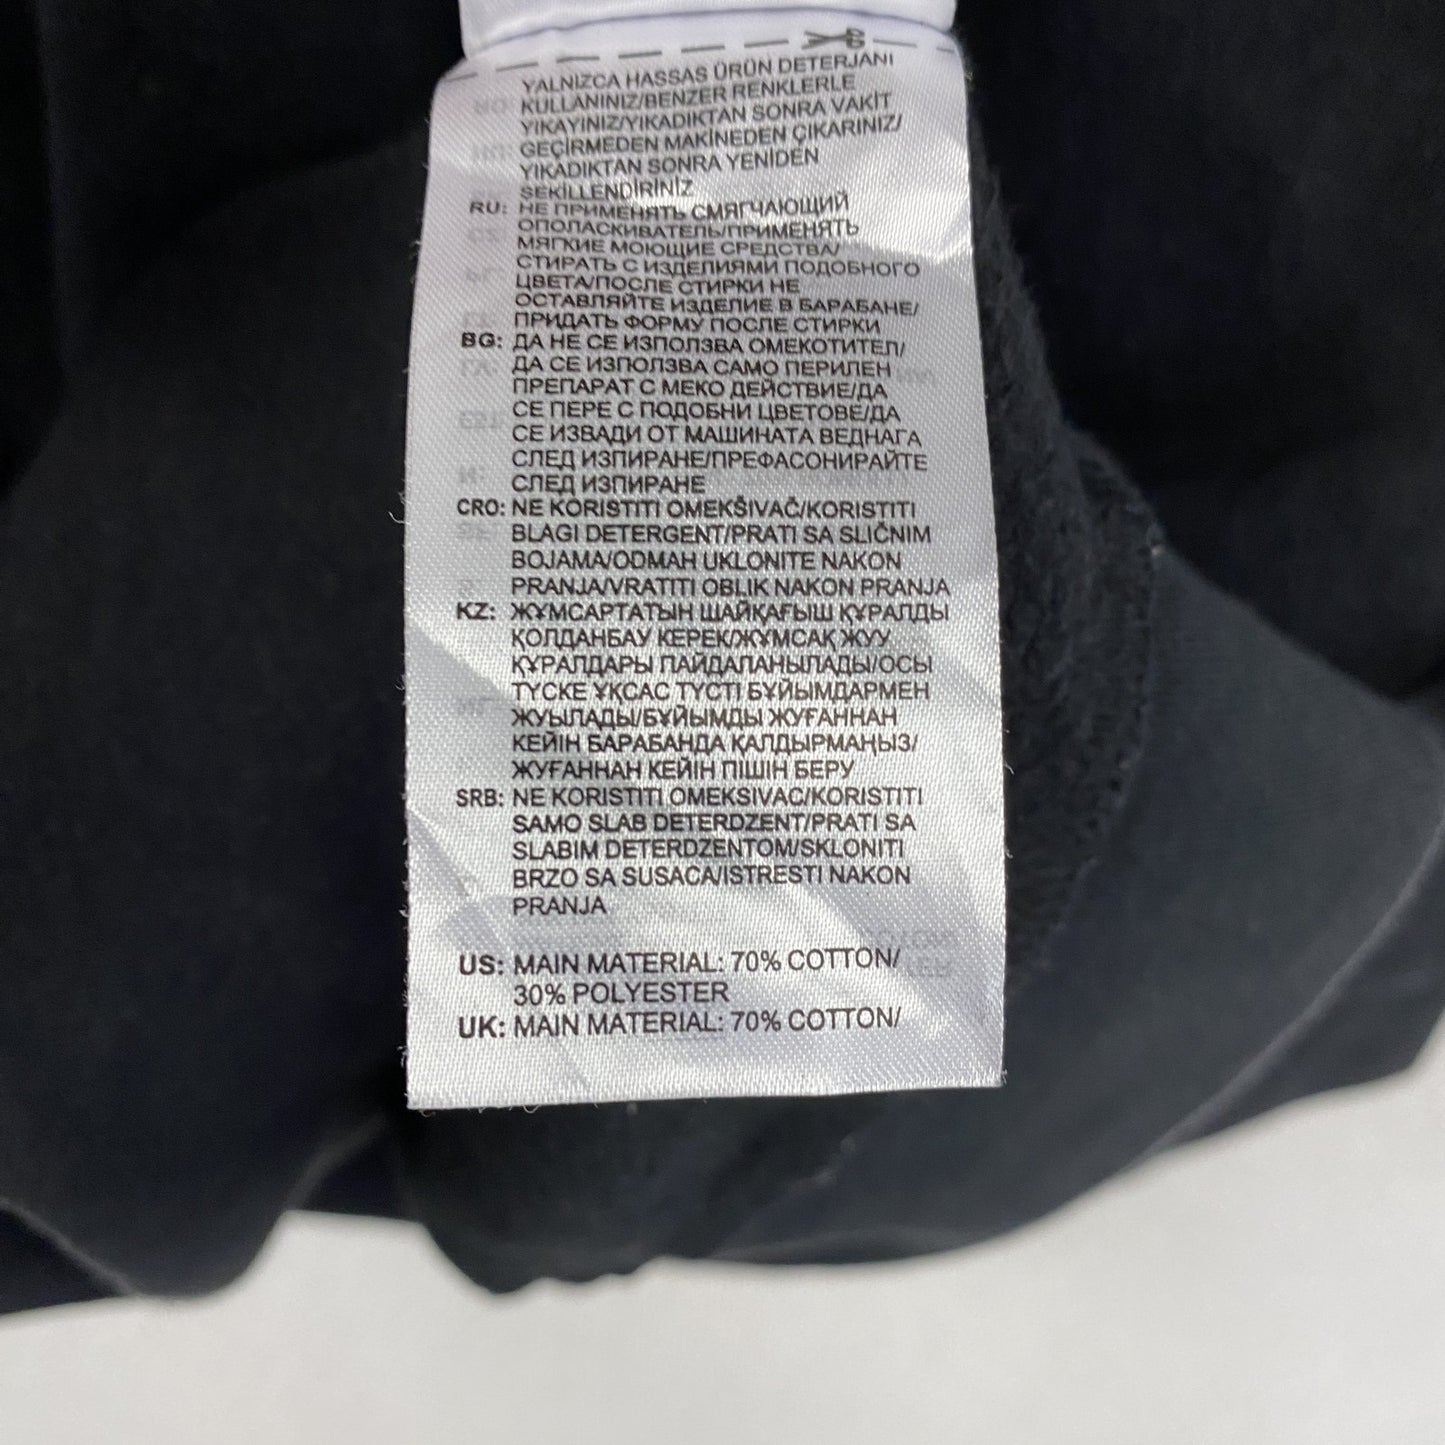 YALNIZCA HASSAS ÜRÜN DETERJANI
KULLANINIZ/BENZER RENKLERLE
YIKAYINIZ/YIKADIKTAN SONRA VAKİT
GEÇİRMEDEN MAKİNEDEN ÇIKARINIZ/
YIKADIKTAN SONRA YENİDEN
SEKİLLENDİRİNİZ
RU: НЕ ПРИМЕНЯТЬ СМЯГЧАЮЩИЙ
ОПОЛАСКИВАТЕЛЬ/ПРИМЕНЯТЬ
МЯГКИЕ МОЮЩИЕ СРЕДСТВА/
СТИРАТЬ С ИЗДЕЛИЯМИ ПОДОБНОГО
ЦВЕТА/ПОСЛЕ СТИРКИ НЕ
ОСТАВЛЯЙТЕ ИЗДЕЛИЕ В БАРАБАНЕ/
ПРИДАТЬ ФОРМУ ПОСЛЕ СТИРКИ
BG: ДА НЕ СЕ ИЗПОЛЗВА ОМЕКОТИТЕЛ/
ДА СЕ ИЗПОЛЗВА САМО ПЕРИЛЕН
ПРЕПАРАТ С МЕКО ДЕЙСТВИЕ/ДА
СЕ ПЕРЕ С ПОДОБНИ ЦВЕТОВЕ/ДА
СЕ ИЗВАДИ ОТ МАШИНАТА ВЕДНАГА
СЛЕД ИЗПИРАНЕ/ПРЕФАСОНИРАЙТЕ
СЛЕД ИЗПИРАНЕ
CRO: NE KORISTITI OMEKŠIVAČ/KORISTITI
BLAGI DETERGENT/PRATI SA SLIČNIM
BOJAMA/ODMAH UKLONITE NAKON
PRANJA/VRATITI OBLIK NAKON PRANJA
KZ: ЖҰМСАРТАТЫН ШАЙҚАҒЫШ ҚҰРАЛДЫ
ҚОЛДАНБАУ КЕРЕК/ЖҰМСАҚ ЖУУ
ҚҰРАЛДАРЫ ПАЙДАЛАНЫЛАДЫ/ОСЫ
ТҮСКЕ ҰҚСАС ТҮСТІ БҰЙЫМДАРМЕН
ЖУЫЛАДЫ/БҰЙЫМДЫ ЖУҒАННАН
КЕЙІН БАРАБАНДА ҚАЛДЫРМАҢЫЗ/
ЖУҒАННАН КЕЙІН ПІШІН БЕРУ
SRB: NE KORISTITI OMEKSIVAC/KORISTITI
SAMO SLAB DETERDZENT/PRATI SA
SLABIM DETERDZENTOM/SKLONITI
BRZO SA SUSACA/ISTRESTI NAKON
PRANJA
US: MAIN MATERIAL: 70% COTTON/
30% POLYESTER
UK: MAIN MATERIAL: 70% COTTON/